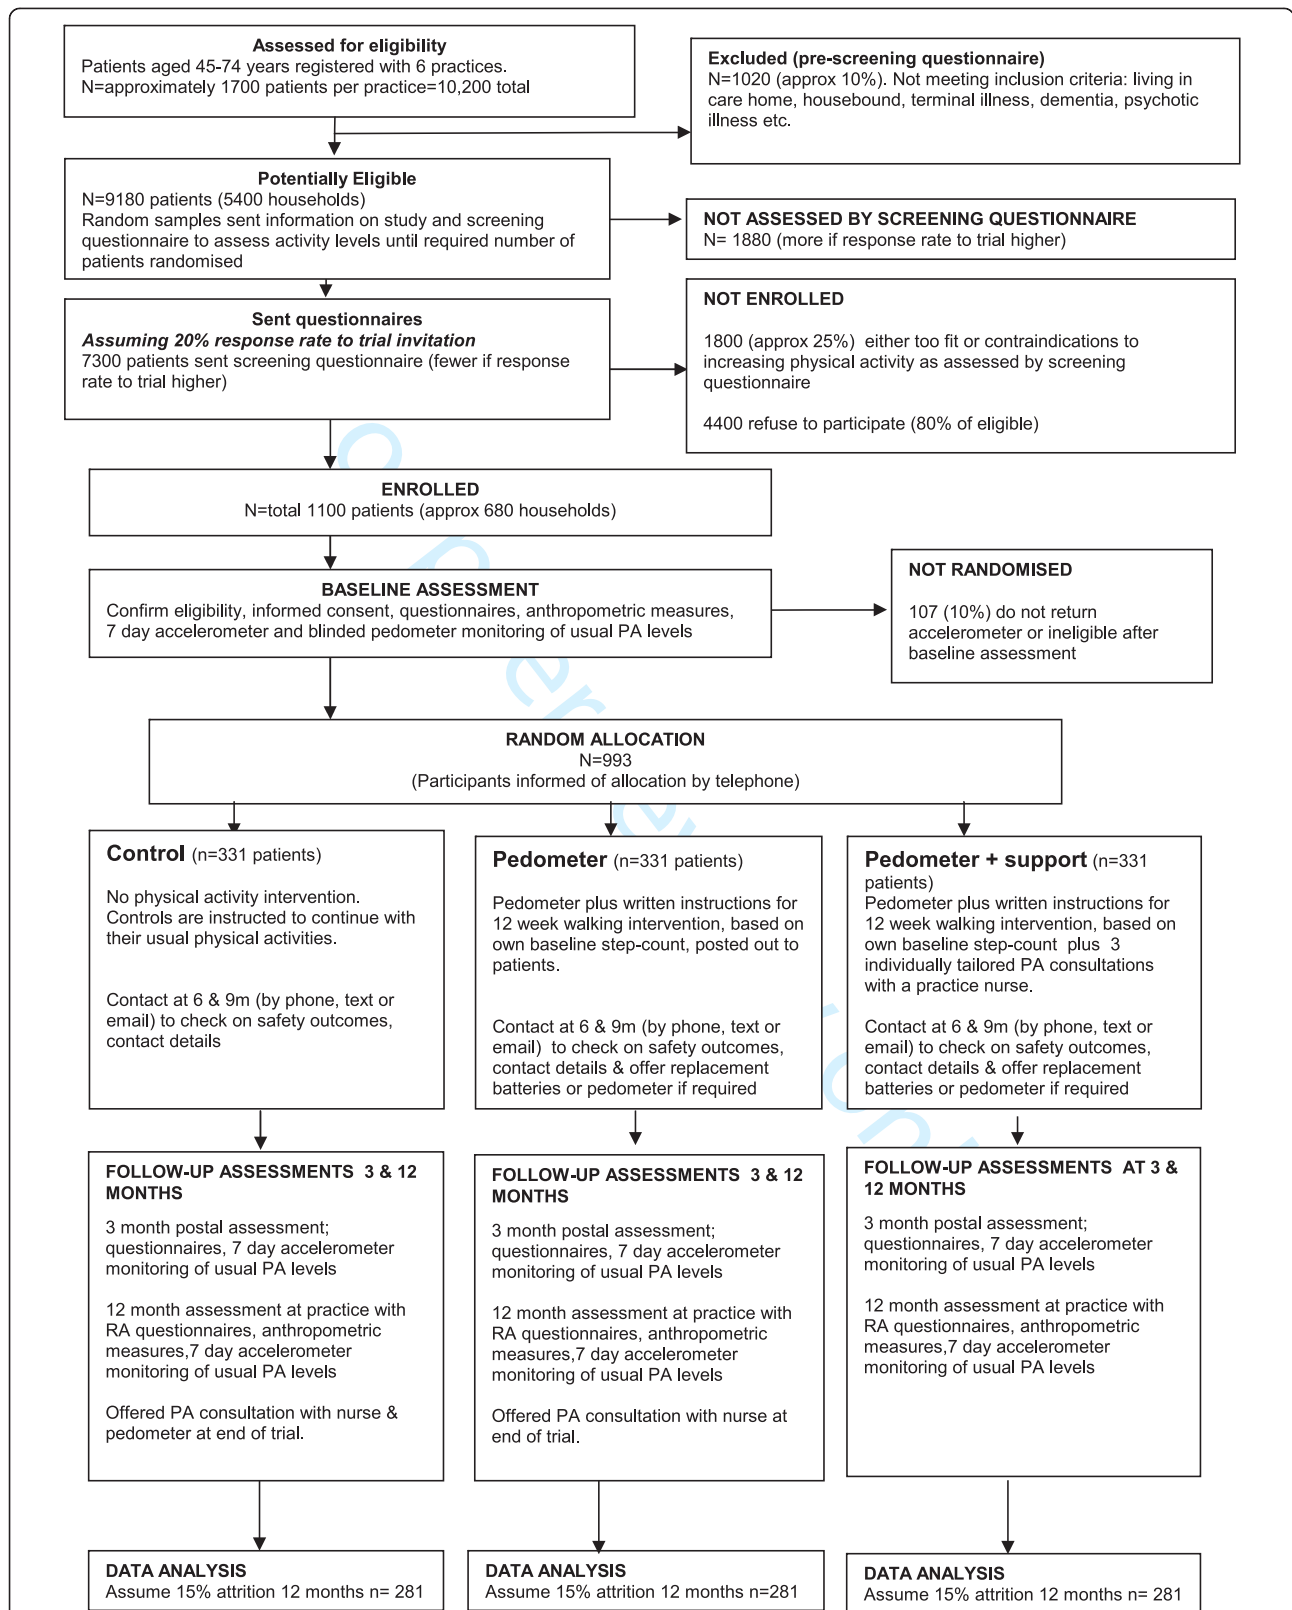 Assessed for eligibility
Patients aged 45-74 years registered with 6 practices.
N=approximately 1700 patients per practice=10,200 total
Excluded (pre-screening questionnaire)
N=1020 (approx 10%). Not meeting inclusion criteria: living in
care home, housebound, terminal illness, dementia, psychotic
illness etc.
Potentially Eligible
N=9180 patients (5400 households)
Random samples sent information on study and screening
questionnaire to assess activity levels until required number of
patients randomised
NOT ASSESSED BY SCREENING QUESTIONNAIRE
N= 1880 (more if response rate to trial higher)
Sent questionnaires
Assuming 20% response rate to trial invitation
7300 patients sent screening questionnaire (fewer if response
rate to trial higher)
NOT ENROLLED
1800 (approx 25%) either too fit or contraindications to
increasing physical activity as assessed by screening
questionnaire
4400 refuse to participate (80% of eligible)
ENROLLED
N=total 1100 patients (approx 680 households)
BASELINE ASSESSMENT
Confirm eligibility, informed consent, questionnaires, anthropometric measures,
7 day accelerometer and blinded pedometer monitoring of usual PA levels
NOT RANDOMISED
107 (10%) do not return
accelerometer or ineligible after
baseline assessment
RANDOM ALLOCATION
N=993
(Participants informed of allocation by telephone)
Control (n=331 patients)
No physical activity intervention.
Controls are instructed to continue with
their usual physical activities.
Contact at 6 & 9m (by phone, text or
email) to check on safety outcomes,
contact details
Pedometer (n=331 patients)
Pedometer plus written instructions for
12 week walking intervention, based on
own baseline step-count, posted out to
patients.
Contact at 6 & 9m (by phone, text or
email) to check on safety outcomes,
contact details & offer replacement
batteries or pedometer if required
Pedometer + support (n=331
patients)
Pedometer plus written instructions for
12 week walking intervention, based on
own baseline step-count plus 3
individually tailored PA consultations
with a practice nurse.
Contact at 6 & 9m (by phone, text or
email) to check on safety outcomes,
contact details & offer replacement
batteries or pedometer if required
FOLLOW-UP ASSESSMENTS 3 & 12
MONTHS
3 month postal assessment;
questionnaires, 7 day accelerometer
monitoring of usual PA levels
12 month assessment at practice with
RA questionnaires, anthropometric
measures,7 day accelerometer
monitoring of usual PA levels
Offered PA consultation with nurse &
pedometer at end of trial.
FOLLOW-UP ASSESSMENTS 3 & 12
MONTHS
3 month postal assessment;
questionnaires, 7 day accelerometer
monitoring of usual PA levels
12 month assessment at practice with
RA questionnaires, anthropometric
measures,7 day accelerometer
monitoring of usual PA levels
Offered PA consultation with nurse at
end of trial.
FOLLOW-UP ASSESSMENTS AT 3 &
12 MONTHS
3 month postal assessment;
questionnaires, 7 day accelerometer
monitoring of usual PA levels
12 month assessment at practice with
RA questionnaires, anthropometric
measures,7 day accelerometer
monitoring of usual PA levels
DATA ANALYSIS
Assume 15% attrition 12 months n= 281
DATA ANALYSIS
Assume 15% attrition 12 months n=281
DATA ANALYSIS
Assume 15% attrition 12 months n= 281